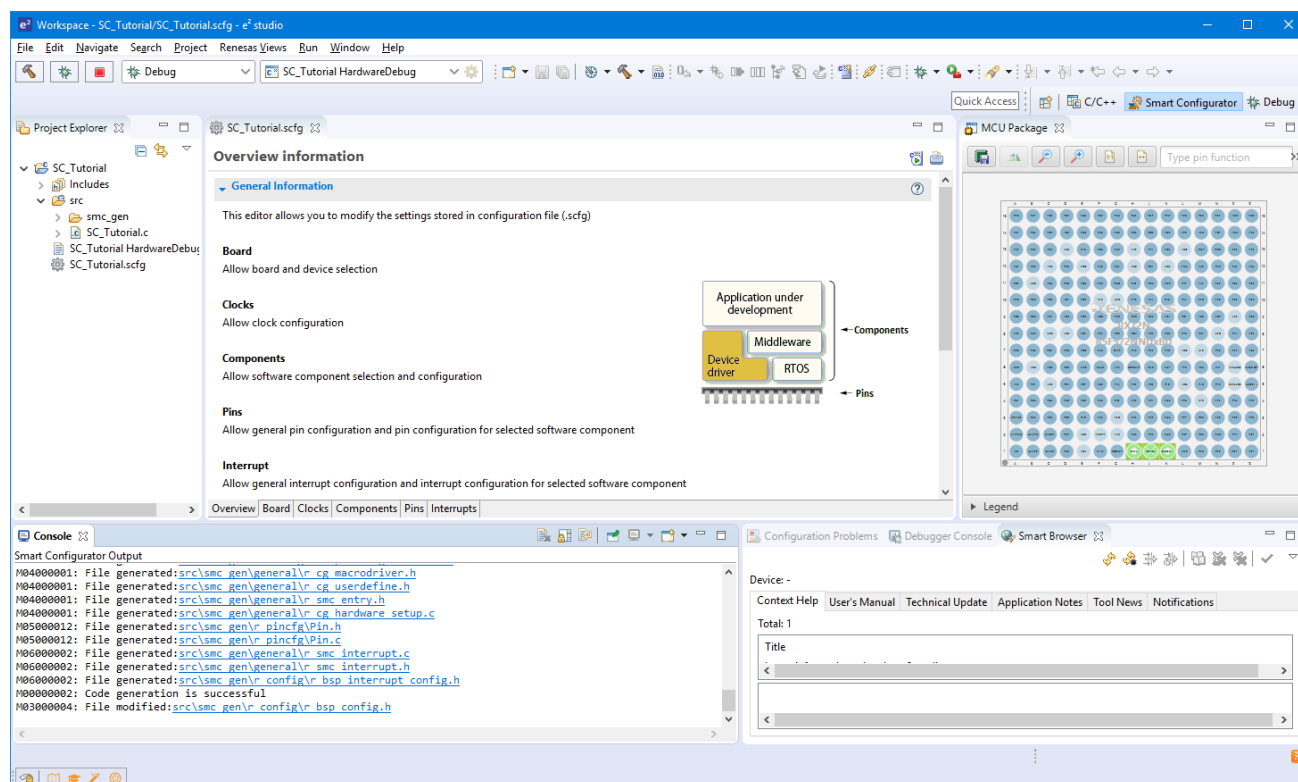 Workspace - SC_Tutorial/SC_Tutorial.scfg - e² studio
File Edit Navigate Search Project Renesas Views Run Window Help
Debug
SC_Tutorial HardwareDebug
Quick Access
C/C++
Smart Configurator
Debug
Project Explorer
SC_Tutorial
Includes
src
smc_gen
SC_Tutorial.c
SC_Tutorial HardwareDebug
SC_Tutorial.scfg
SC_Tutorial.scfg
Overview information
General Information
This editor allows you to modify the settings stored in configuration file (.scfg)
Board
Allow board and device selection
Clocks
Allow clock configuration
Components
Allow software component selection and configuration
Pins
Allow general pin configuration and pin configuration for selected software component
Interrupt
Allow general interrupt configuration and interrupt configuration for selected software component
Application under
development
Middleware
Device
driver
RTOS
Components
Pins
Overview Board Clocks Components Pins Interrupts
MCU Package
Type pin function
RENESAS
RX72N
Legend
Console
Smart Configurator Output
M04000001: File generated:src\smc_gen\general\r_cg_macrodriver.h
M04000001: File generated:src\smc_gen\general\r_cg_userdefine.h
M04000001: File generated:src\smc_gen\general\r_smc_entry.h
M04000001: File generated:src\smc_gen\general\r_cg_hardware_setup.c
M05000012: File generated:src\smc_gen\r_pincfg\Pin.h
M05000012: File generated:src\smc_gen\r_pincfg\Pin.c
M06000002: File generated:src\smc_gen\general\r_smc_interrupt.c
M06000002: File generated:src\smc_gen\general\r_smc_interrupt.h
M06000002: File generated:src\smc_gen\r_config\r_bsp_interrupt_config.h
M00000002: Code generation is successful
M03000004: File modified:src\smc_gen\r_config\r_bsp_config.h
Configuration Problems
Debugger Console
Smart Browser
Device: -
Context Help User's Manual Technical Update Application Notes Tool News Notifications
Total: 1
Title